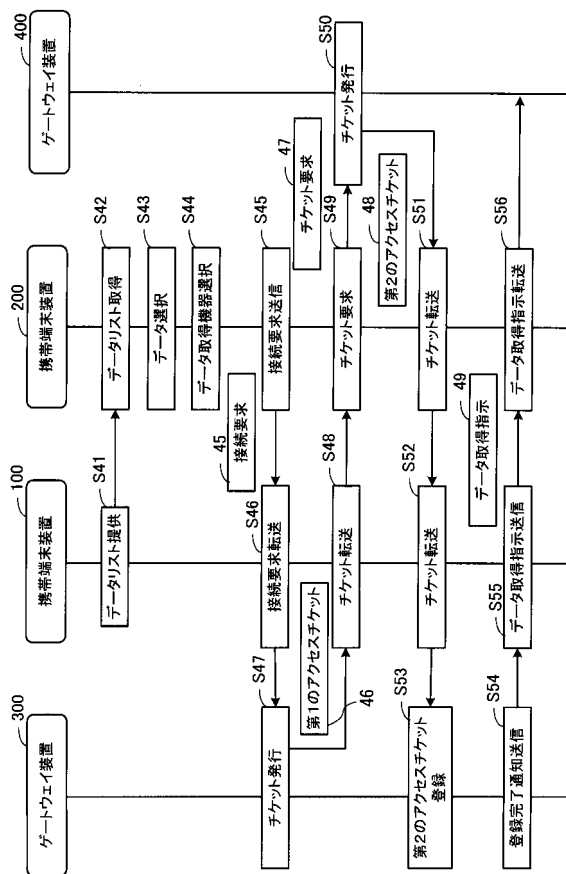 300
ゲートウェイ装置
100
携帯端末装置
200
携帯端末装置
400
ゲートウェイ装置
S41
データリスト提供
S42
データリスト取得
S43
データ選択
S44
データ取得機器選択
S45
接続要求送信
45
接続要求
S46
接続要求転送
S47
チケット発行
第1のアクセスチケット
46
S48
チケット転送
S49
チケット要求
47
チケット要求
S50
チケット発行
48
第2のアクセスチケット
S51
チケット転送
S52
チケット転送
S53
第2のアクセスチケット
登録
S54
登録完了通知送信
S55
データ取得指示送信
49
データ取得指示
S56
データ取得指示転送